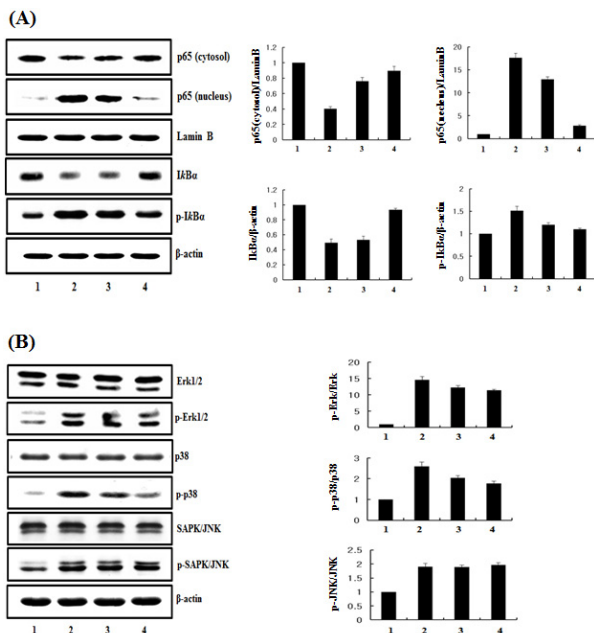 (A)
p65 (cytosol)
p65 (nucleus)
Lamin B
IkBα
p-IkBα
β-actin
1 2 3 4
p65(cytosol)/LaminB
1.2
1
0.8
0.6
0.4
0.2
0
1 2 3 4
p65(nucleus)/LaminB
20
15
10
5
0
1 2 3 4
IkBα/β-actin
1.2
1
0.8
0.6
0.4
0.2
0
1 2 3 4
p-IkBα/β-actin
2
1.5
1
0.5
0
1 2 3 4
(B)
Erk1/2
p-Erk1/2
p38
p-p38
SAPK/JNK
p-SAPK/JNK
β-actin
1 2 3 4
p-Erk/Erk
20
15
10
5
0
1 2 3 4
p-p38/p38
3
2
1
0
1 2 3 4
p-JNK/JNK
2.5
2
1.5
1
0.5
0
1 2 3 4